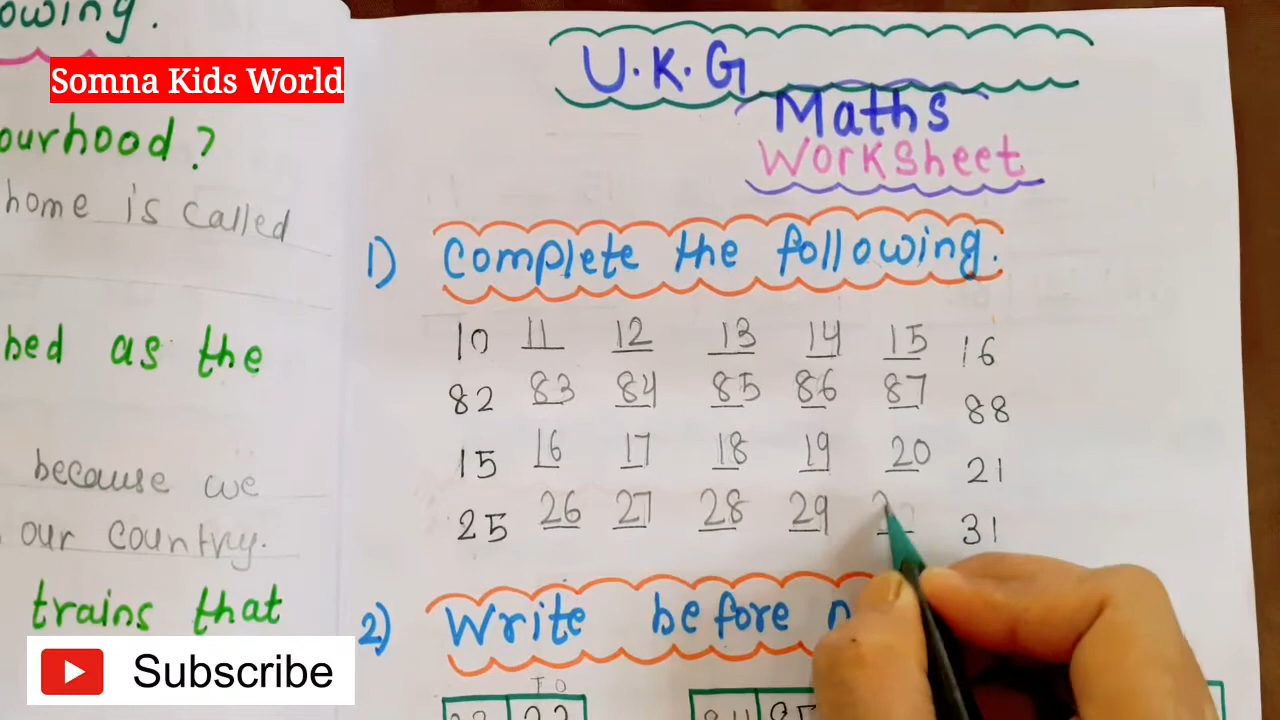 owing.
Somna Kids World
ourhood?
home is called
bed as the
because we
our country.
trains that
Subscribe
U.K.G
Maths
Worksheet
1) Complete the following.
10 11 12 13 14 15 16
82 83 84 85 86 87 88
15 16 17 18 19 20 21
25 26 27 28 29 31
2) Write before n
T O